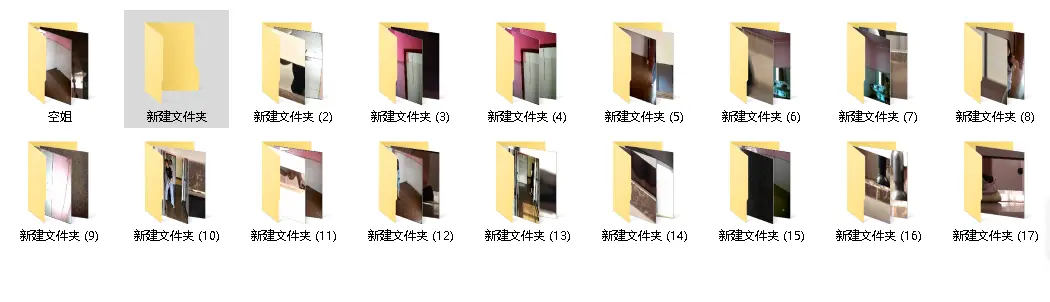 空姐
新建文件夹
新建文件夹 (2)
新建文件夹 (3)
新建文件夹 (4)
新建文件夹 (5)
新建文件夹 (6)
新建文件夹 (7)
新建文件夹 (8)
新建文件夹 (9)
新建文件夹 (10)
新建文件夹 (11)
新建文件夹 (12)
新建文件夹 (13)
新建文件夹 (14)
新建文件夹 (15)
新建文件夹 (16)
新建文件夹 (17)